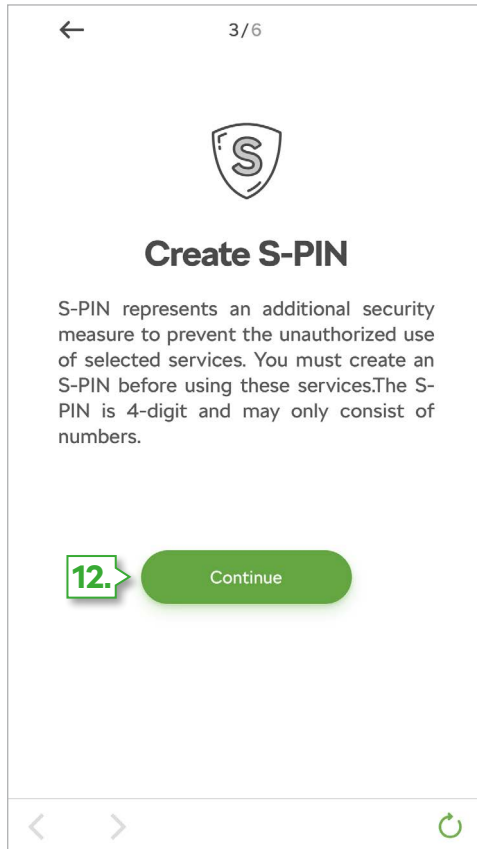 3/6
S
Create S-PIN
S-PIN represents an additional security
measure to prevent the unauthorized use
of selected services. You must create an
S-PIN before using these services.The S-
PIN is 4-digit and may only consist of
numbers.
12.
Continue